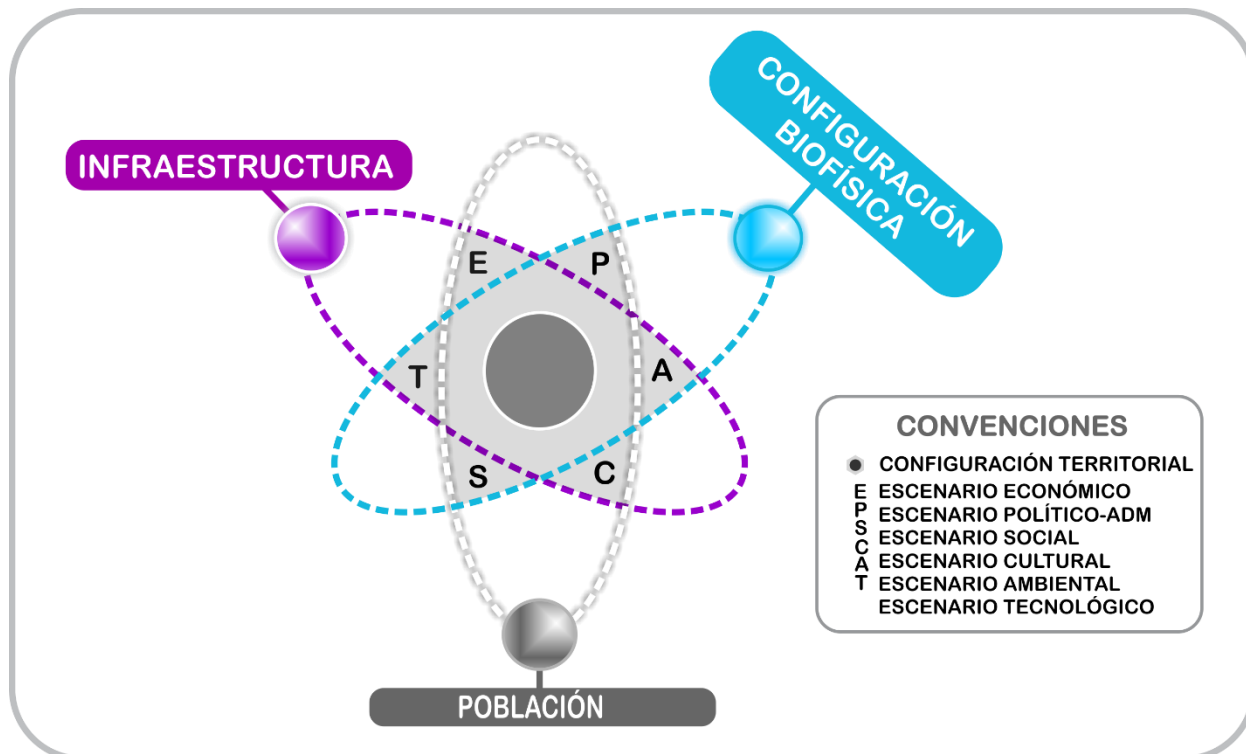 CONFIGURACIÓN
BIOFÍSICA
INFRAESTRUCTURA
E
P
T
A
S
C
POBLACIÓN
CONVENCIONES
CONFIGURACIÓN TERRITORIAL
E ESCENARIO ECONÓMICO
P ESCENARIO POLÍTICO-ADM
S ESCENARIO SOCIAL
C ESCENARIO CULTURAL
A ESCENARIO AMBIENTAL
T ESCENARIO TECNOLÓGICO